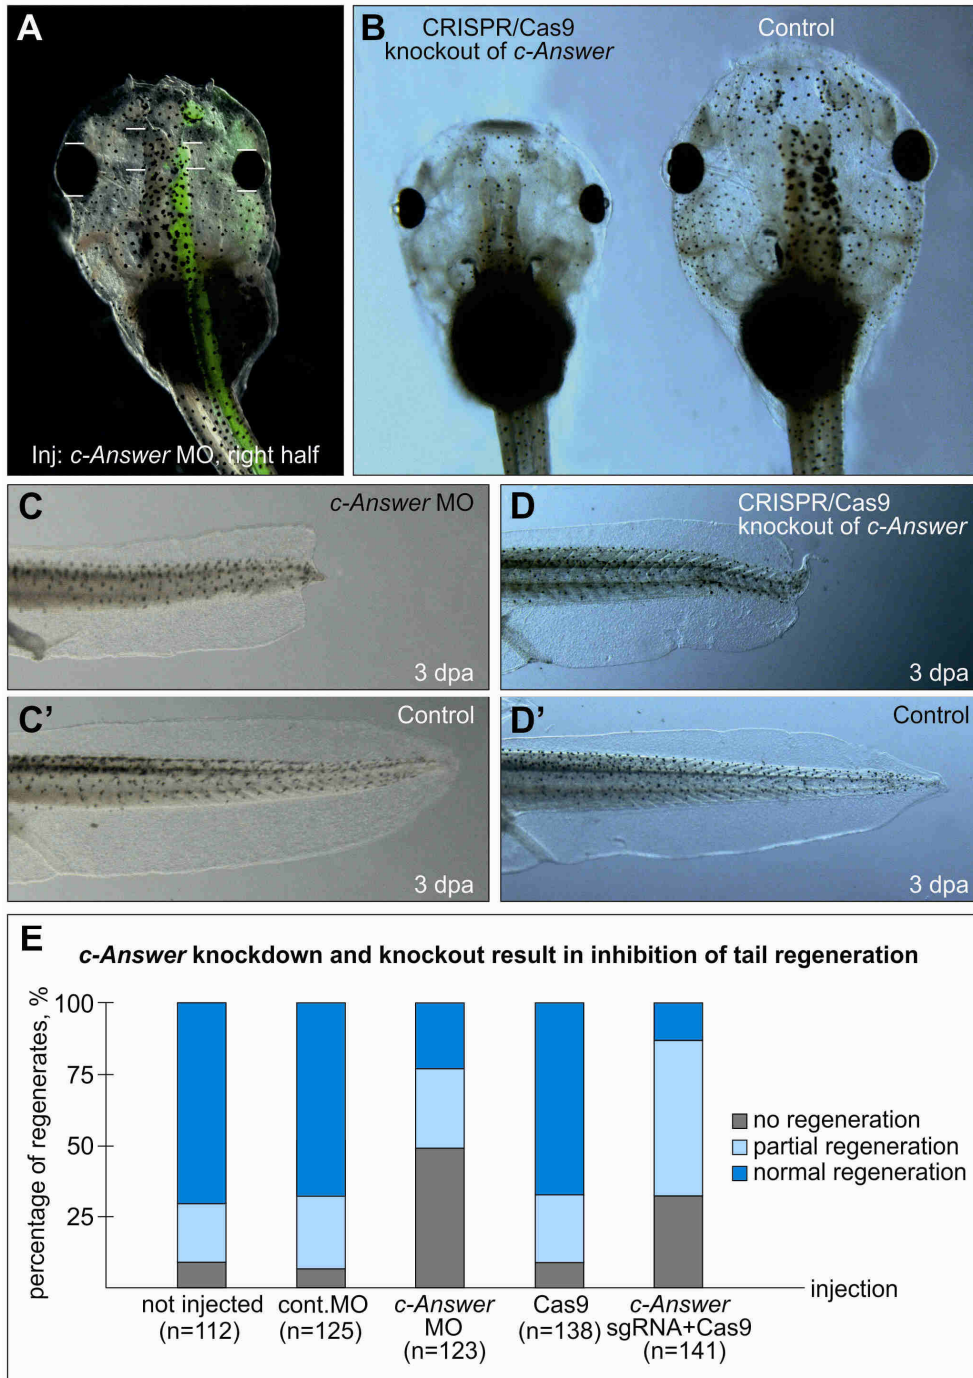 A
Inj: c-Answer MO, right half
B
CRISPR/Cas9
knockout of c-Answer
Control
C
c-Answer MO
3 dpa
D
CRISPR/Cas9
knockout of c-Answer
3 dpa
C’
Control
3 dpa
D’
Control
3 dpa
E
c-Answer knockdown and knockout result in inhibition of tail regeneration
percentage of regenerates, %
100
75
50
25
no regeneration
partial regeneration
normal regeneration
injection
not injected
(n=112)
cont.MO
(n=125)
c-Answer
MO
(n=123)
Cas9
(n=138)
c-Answer
sgRNA+Cas9
(n=141)